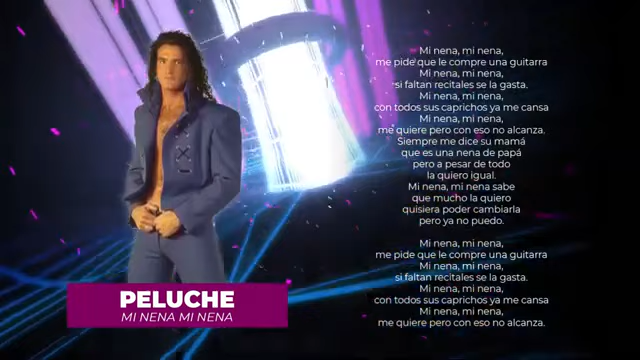 Mi nena, mi nena,
me pide que le compre una guitarra
Mi nena, mi nena,
si faltan recitales se la gasta.
Mi nena, mi nena,
con todos sus caprichos ya me cansa
Mi nena, mi nena,
me quiere pero con eso no alcanza.
Siempre me dice su mamá
que es una nena de papá
pero a pesar de todo
la quiero igual.
Mi nena, mi nena sabe
que mucho la quiero
quisiera poder cambiarla
pero ya no puedo.
Mi nena, mi nena,
me pide que le compre una guitarra
Mi nena, mi nena,
si faltan recitales se la gasta.
Mi nena, mi nena,
con todos sus caprichos ya me cansa
Mi nena, mi nena,
me quiere pero con eso no alcanza.
PELUCHE
MI NENA MI NENA